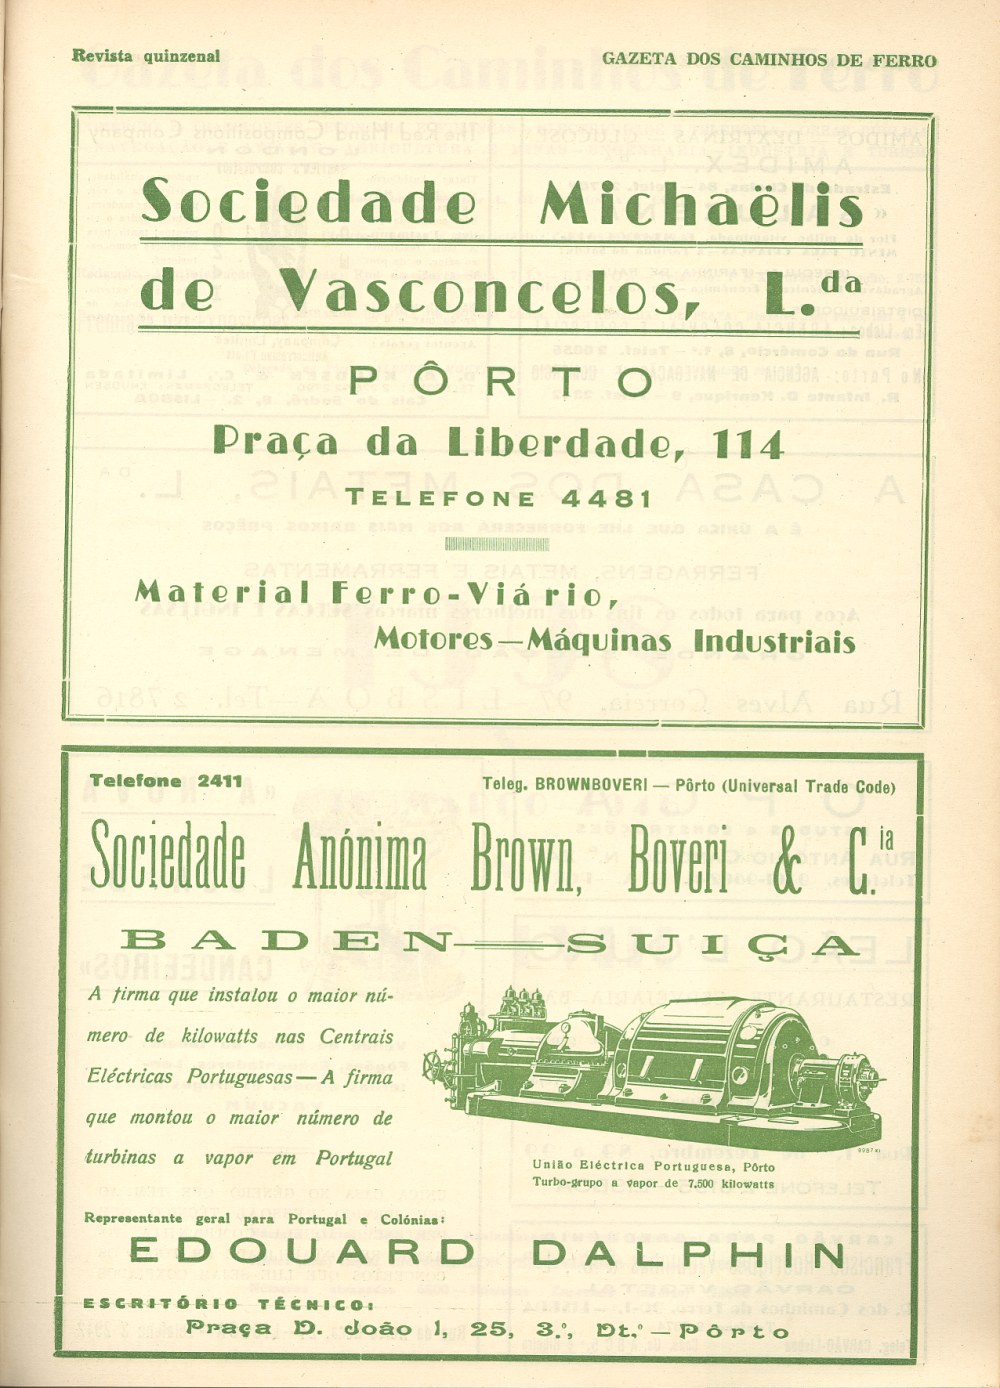 Revista quinzenal
GAZETA DOS CAMINHOS DE FERRO
Sociedade Michaëlis
de Vasconcelos, L.da
PÔRTO
Praça da Liberdade, 114
TELEFONE 4481
Material Ferro-Viário,
Motores—Máquinas Industriais
Telefone 2411
Teleg. BROWNBOVERI — Pôrto (Universal Trade Code)
Sociedade Anónima Brown, Boveri & C.ia
BADEN—SUIÇA
A firma que instalou o maior nú-
mero de kilowatts nas Centrais
Eléctricas Portuguesas—A firma
que montou o maior número de
turbinas a vapor em Portugal
União Eléctrica Portuguesa, Pôrto
Turbo-grupo a vapor de 7.500 kilowatts
Representante geral para Portugal e Colónias:
EDOUARD DALPHIN
ESCRITÓRIO TÉCNICO:
Praça D. João 1, 25, 3.º, Dt.º — Pôrto